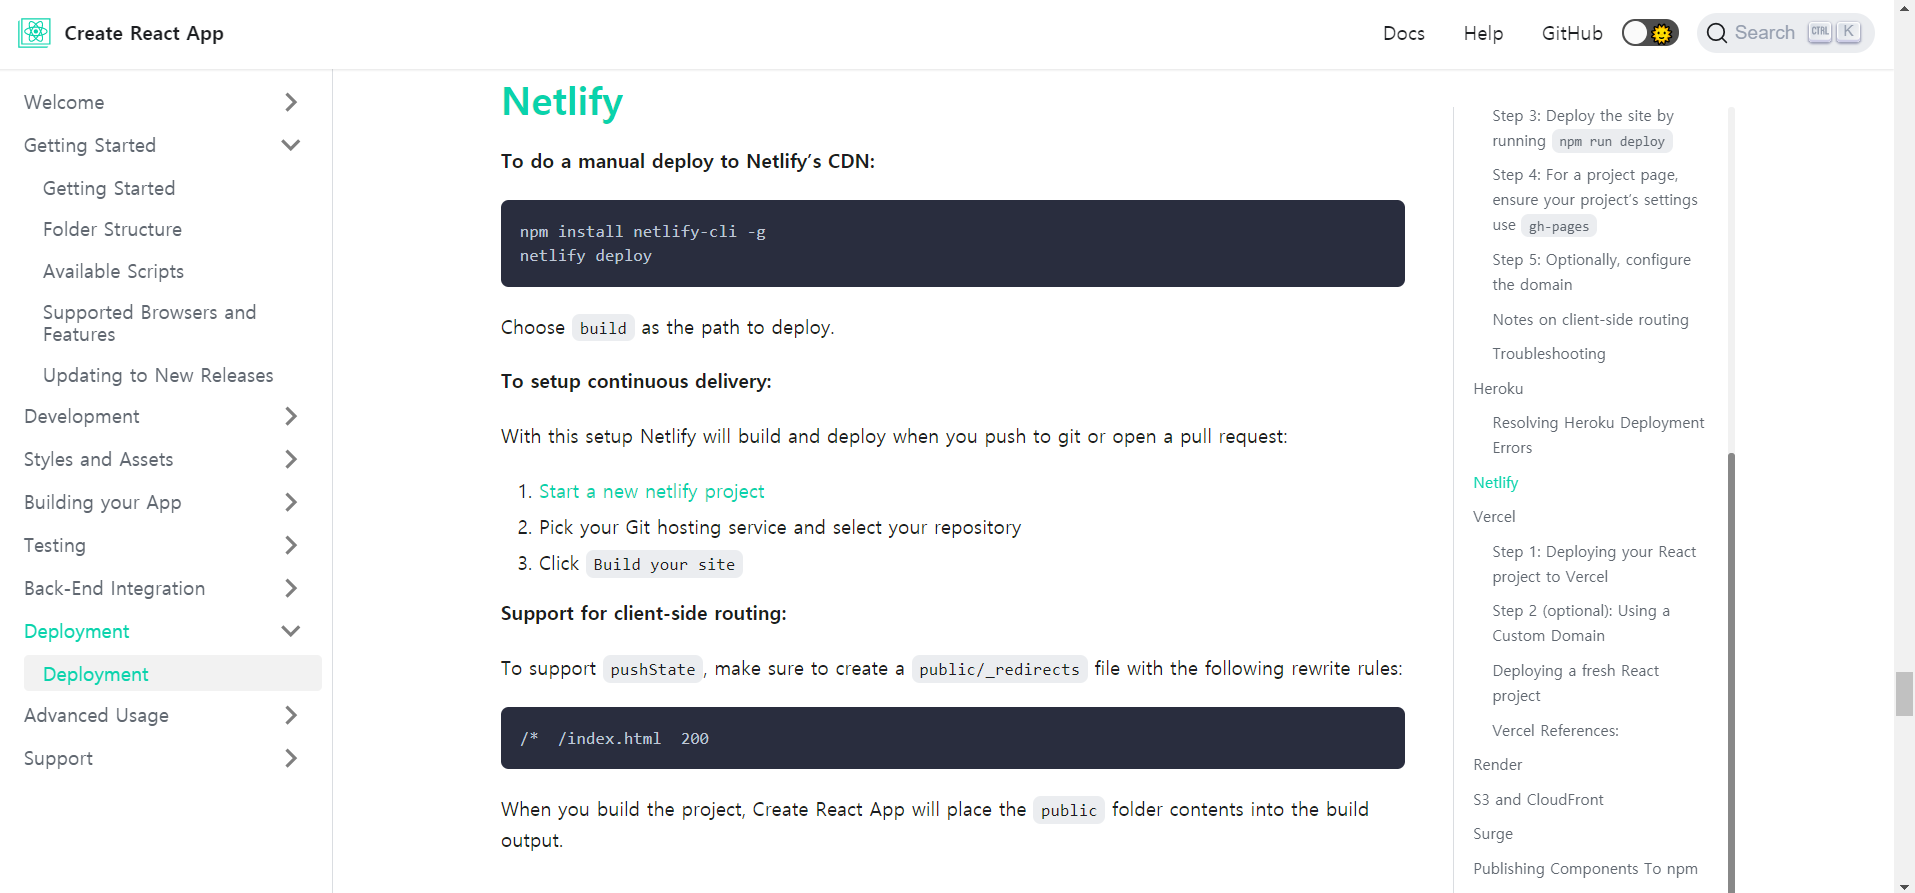 Create React App
Docs
Help
GitHub
Search
CTRL
K
Welcome
Getting Started
Getting Started
Folder Structure
Available Scripts
Supported Browsers and
Features
Updating to New Releases
Development
Styles and Assets
Building your App
Testing
Back-End Integration
Deployment
Deployment
Advanced Usage
Support
Netlify
To do a manual deploy to Netlify’s CDN:
npm install netlify-cli -g
netlify deploy
Choose build as the path to deploy.
To setup continuous delivery:
With this setup Netlify will build and deploy when you push to git or open a pull request:
1. Start a new netlify project
2. Pick your Git hosting service and select your repository
3. Click Build your site
Support for client-side routing:
To support pushState, make sure to create a public/_redirects file with the following rewrite rules:
/*  /index.html  200
When you build the project, Create React App will place the public folder contents into the build
output.
Step 3: Deploy the site by
running npm run deploy
Step 4: For a project page,
ensure your project’s settings
use gh-pages
Step 5: Optionally, configure
the domain
Notes on client-side routing
Troubleshooting
Heroku
Resolving Heroku Deployment
Errors
Netlify
Vercel
Step 1: Deploying your React
project to Vercel
Step 2 (optional): Using a
Custom Domain
Deploying a fresh React
project
Vercel References:
Render
S3 and CloudFront
Surge
Publishing Components To npm